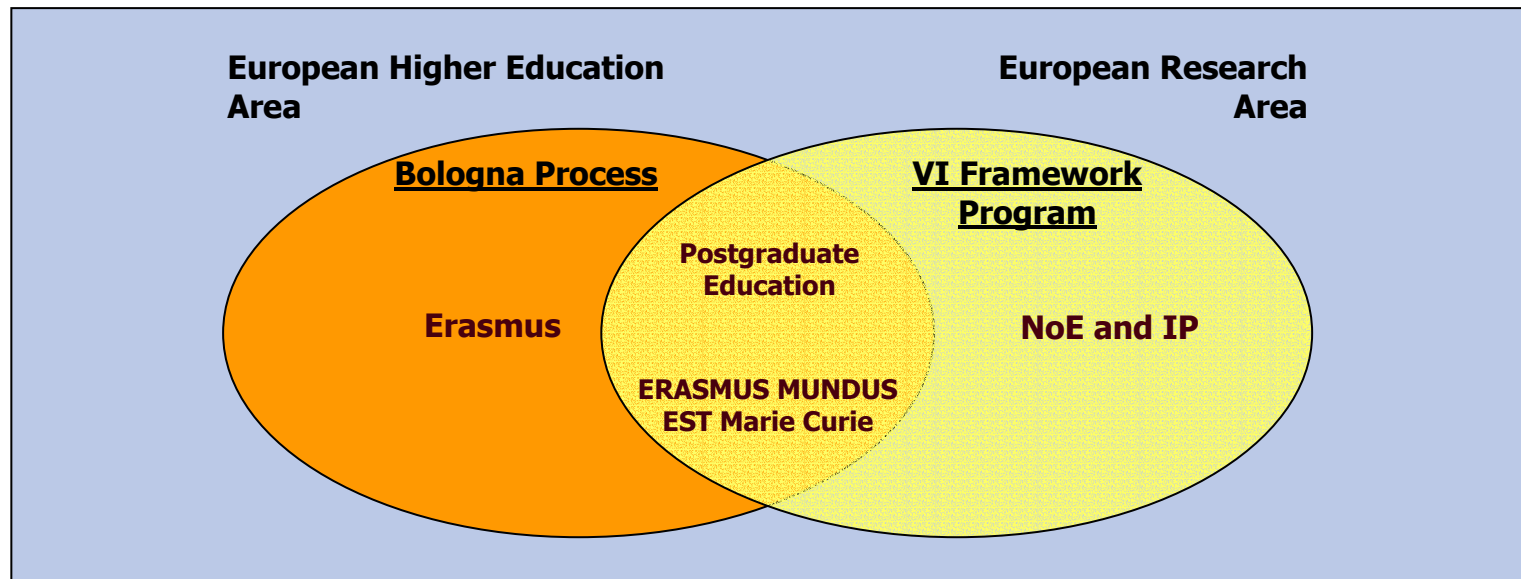 European Higher Education
Area
European Research
Area
Bologna Process
VI Framework
Program
Postgraduate
Education
Erasmus
NoE and IP
ERASMUS MUNDUS
EST Marie Curie